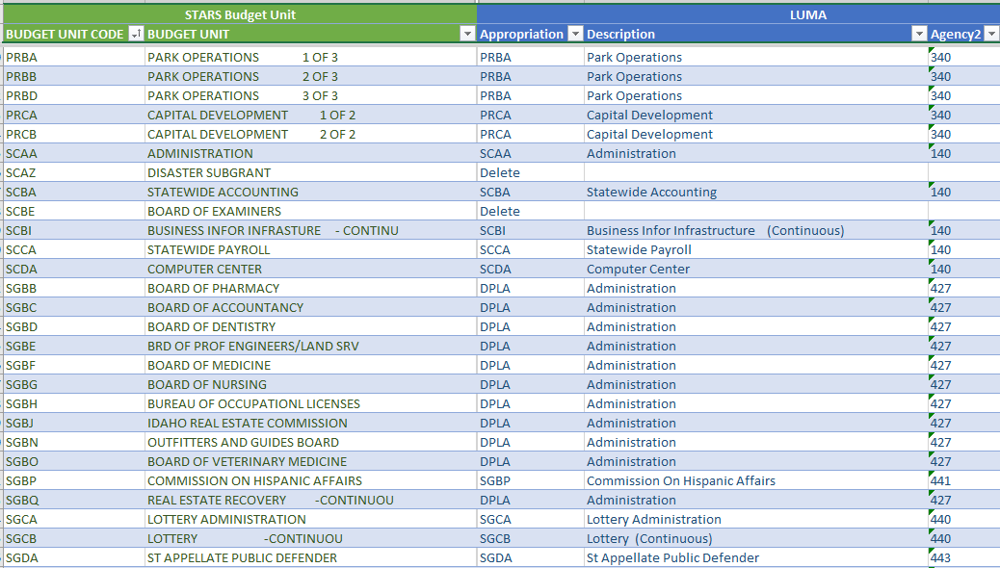 STARS Budget Unit LUMA
BUDGET UNIT CODE BUDGET UNIT Appropriation Description Agency2
PRBA PARK OPERATIONS 1 OF 3 PRBA Park Operations 340
PRBB PARK OPERATIONS 2 OF 3 PRBA Park Operations 340
PRBD PARK OPERATIONS 3 OF 3 PRBA Park Operations 340
PRCA CAPITAL DEVELOPMENT 1 OF 2 PRCA Capital Development 340
PRCB CAPITAL DEVELOPMENT 2 OF 2 PRCA Capital Development 340
SCAA ADMINISTRATION SCAA Administration 140
SCAZ DISASTER SUBGRANT Delete
SCBA STATEWIDE ACCOUNTING SCBA Statewide Accounting 140
SCBE BOARD OF EXAMINERS Delete
SCBI BUSINESS INFOR INFRASTURE - CONTINU SCBI Business Infor Infrastructure (Continuous) 140
SCCA STATEWIDE PAYROLL SCCA Statewide Payroll 140
SCDA COMPUTER CENTER SCDA Computer Center 140
SGBB BOARD OF PHARMACY DPLA Administration 427
SGBC BOARD OF ACCOUNTANCY DPLA Administration 427
SGBD BOARD OF DENTISTRY DPLA Administration 427
SGBE BRD OF PROF ENGINEERS/LAND SRV DPLA Administration 427
SGBF BOARD OF MEDICINE DPLA Administration 427
SGBG BOARD OF NURSING DPLA Administration 427
SGBH BUREAU OF OCCUPATIONL LICENSES DPLA Administration 427
SGBJ IDAHO REAL ESTATE COMMISSION DPLA Administration 427
SGBN OUTFITTERS AND GUIDES BOARD DPLA Administration 427
SGBO BOARD OF VETERINARY MEDICINE DPLA Administration 427
SGBP COMMISSION ON HISPANIC AFFAIRS SGBP Commission On Hispanic Affairs 441
SGBQ REAL ESTATE RECOVERY -CONTINUOU DPLA Administration 427
SGCA LOTTERY ADMINISTRATION SGCA Lottery Administration 440
SGCB LOTTERY -CONTINUOU SGCB Lottery (Continuous) 440
SGDA ST APPELLATE PUBLIC DEFENDER SGDA St Appellate Public Defender 443